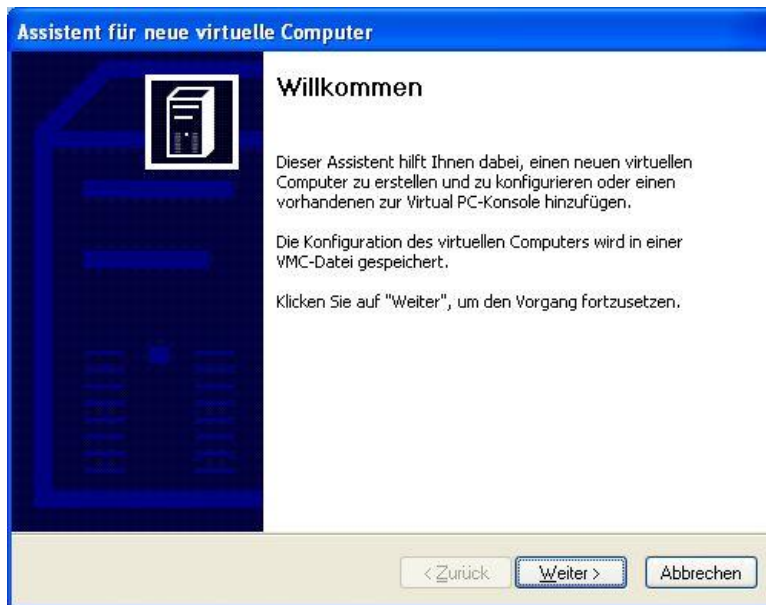 Assistent für neue virtuelle Computer
Willkommen
Dieser Assistent hilft Ihnen dabei, einen neuen virtuellen
Computer zu erstellen und zu konfigurieren oder einen
vorhandenen zur Virtual PC-Konsole hinzufügen.
Die Konfiguration des virtuellen Computers wird in einer
VMC-Datei gespeichert.
Klicken Sie auf "Weiter", um den Vorgang fortzusetzen.
< Zurück Weiter > Abbrechen